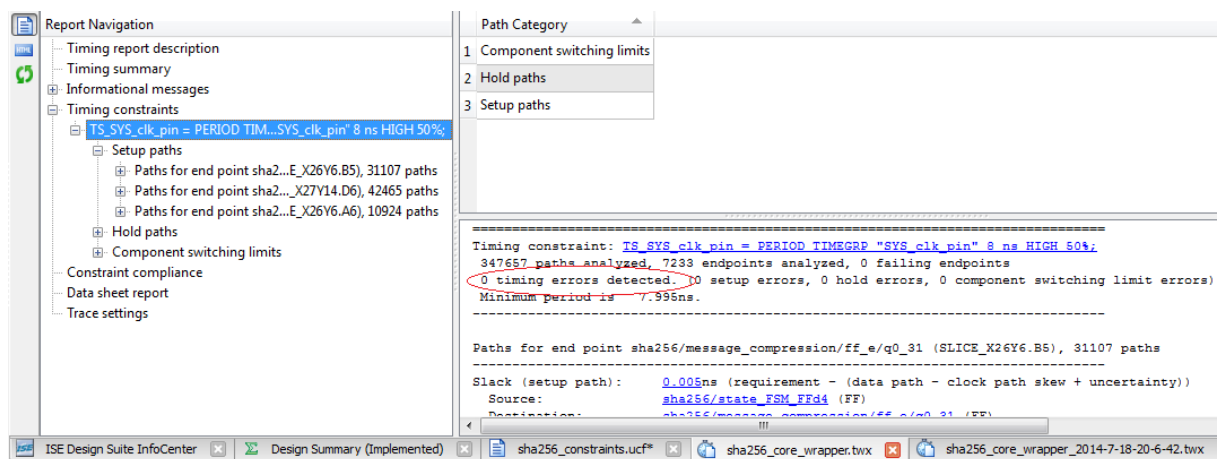 Report Navigation
Timing report description
Timing summary
Informational messages
Timing constraints
TS_SYS_clk_pin = PERIOD TIM...SYS_clk_pin" 8 ns HIGH 50%;
Setup paths
Paths for end point sha2...E_X26Y6.B5), 31107 paths
Paths for end point sha2..._X27Y14.D6), 42465 paths
Paths for end point sha2...E_X26Y6.A6), 10924 paths
Hold paths
Component switching limits
Constraint compliance
Data sheet report
Trace settings
Path Category
1 Component switching limits
2 Hold paths
3 Setup paths
Timing constraint: TS_SYS_clk_pin = PERIOD TIMEGRP "SYS_clk_pin" 8 ns HIGH 50%;
347657 paths analyzed, 7233 endpoints analyzed, 0 failing endpoints
0 timing errors detected. (0 setup errors, 0 hold errors, 0 component switching limit errors)
Minimum period is 7.995ns.
Paths for end point sha256/message_compression/ff_e/q0_31 (SLICE_X26Y6.B5), 31107 paths
Slack (setup path): 0.005ns (requirement - (data path - clock path skew + uncertainty))
Source: sha256/state_FSM_FFd4 (FF)
Destination: sha256/message_compression/ff_e/q0_31 (FF)
ISE Design Suite InfoCenter
Design Summary (Implemented)
sha256_constraints.ucf*
sha256_core_wrapper.twx
sha256_core_wrapper_2014-7-18-20-6-42.twx